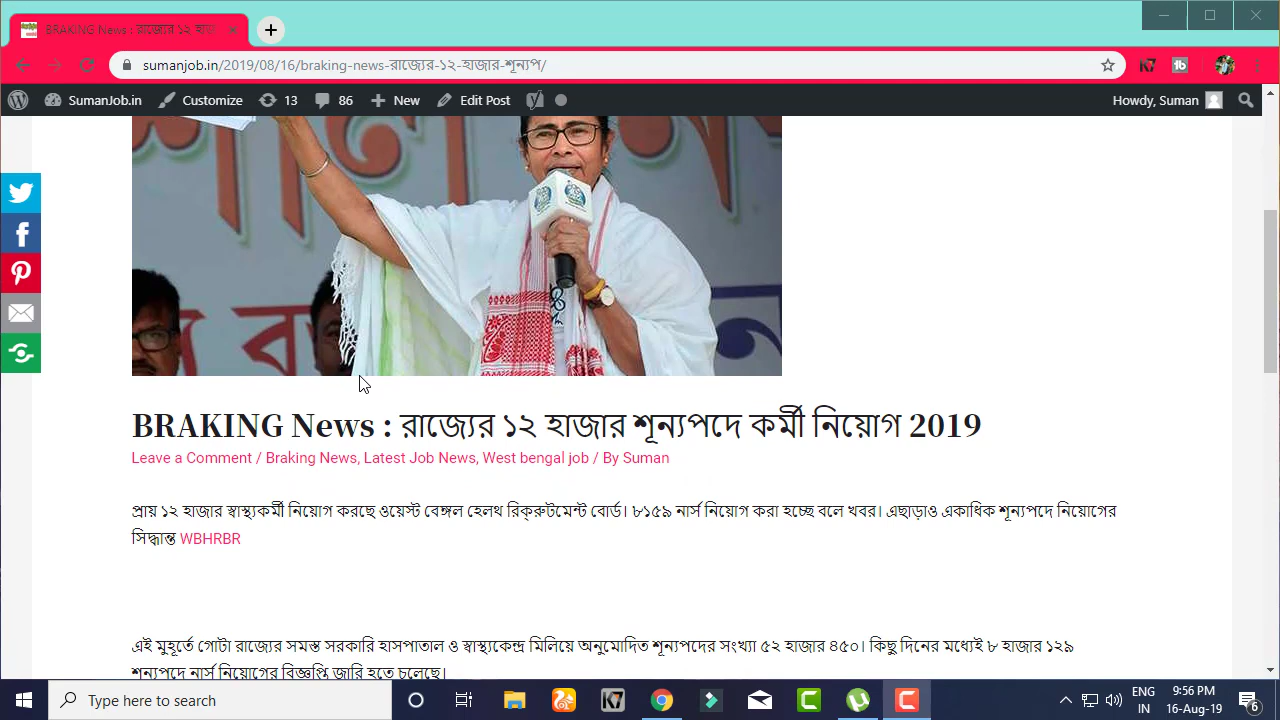 BRAKING News : রাজ্যের ১২ হাজা
sumanjob.in/2019/08/16/braking-news-রাজ্যের-১২-হাজার-শূন্যপ/
SumanJob.in Customize 13 86 New Edit Post Howdy, Suman
BRAKING News : রাজ্যের ১২ হাজার শূন্যপদে কর্মী নিয়োগ 2019
Leave a Comment / Braking News, Latest Job News, West bengal job / By Suman
প্রায় ১২ হাজার স্বাস্থ্যকর্মী নিয়োগ করছে ওয়েস্ট বেঙ্গল হেলথ রিক্রুটমেন্ট বোর্ড। ৮১৫৯ নার্স নিয়োগ করা হচ্ছে বলে খবর। এছাড়াও একাধিক শূন্যপদে নিয়োগের
সিদ্ধান্ত WBHRBR
এই মুহূর্তে গোটা রাজ্যের সমস্ত সরকারি হাসপাতাল ও স্বাস্থ্যকেন্দ্র মিলিয়ে অনুমোদিত শূন্যপদের সংখ্যা ৫২ হাজার ৪৫০। কিছু দিনের মধ্যেই ৮ হাজার ১২৯
শূন্যপদে নার্স নিয়োগের বিজ্ঞপ্তি জারি হতে চলেছে।
Type here to search
ENG 9:56 PM
IN 16-Aug-19 6